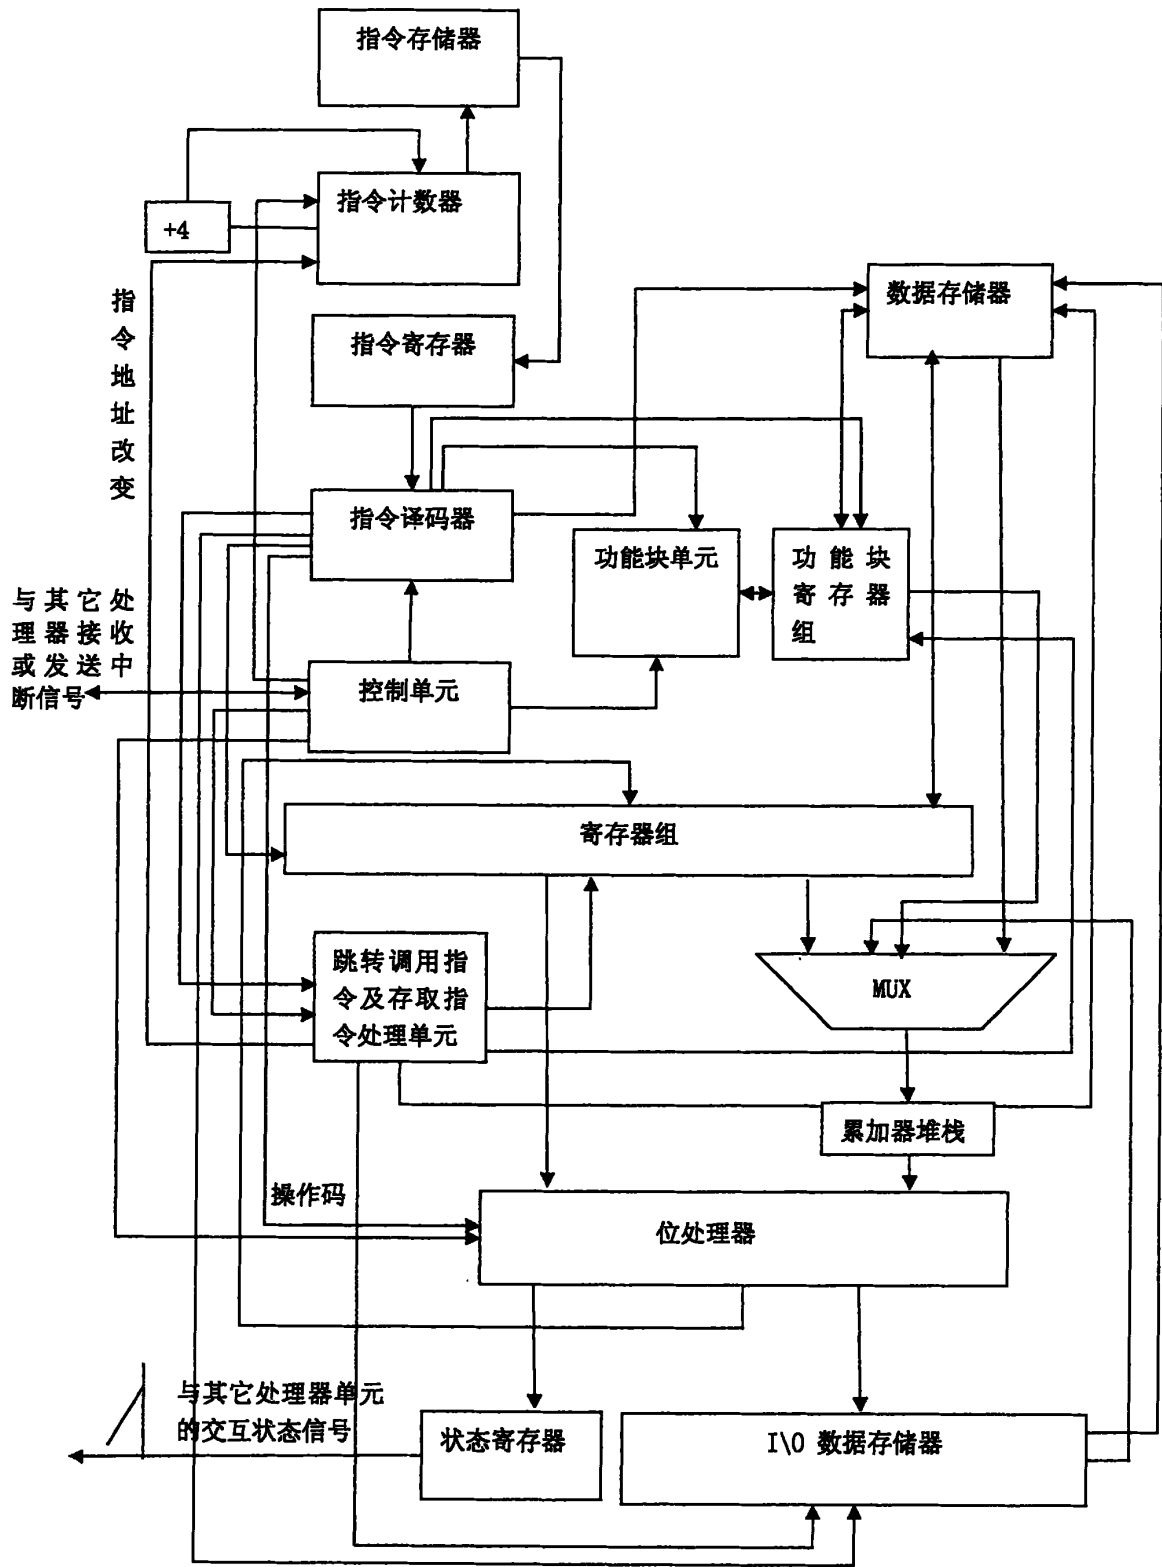 指令存储器
指令计数器
+4
指
令
地
址
改
变
数据存储器
指令寄存器
指令译码器
功能块单元
功能块
寄存器
组
与其它处
理器接收
或发送中
断信号
控制单元
寄存器组
跳转调用指
令及存取指
令处理单元
MUX
累加器堆栈
操作码
位处理器
与其它处理器单元
的交互状态信号
状态寄存器
I/O 数据存储器